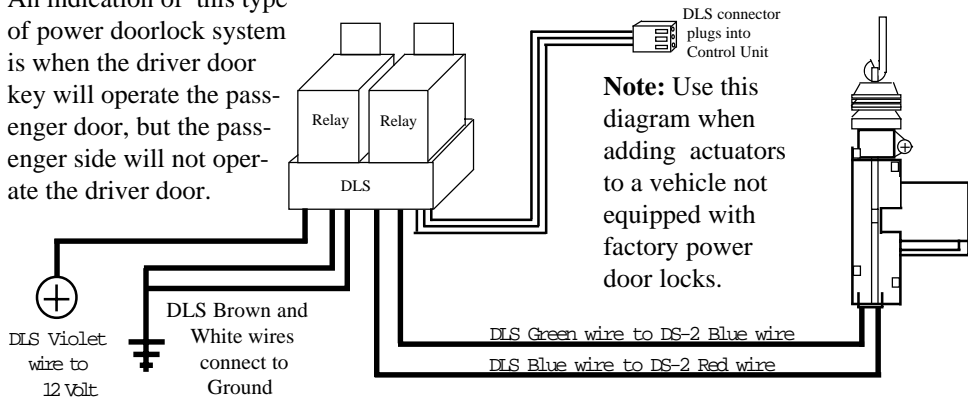 An indication of this type
of power doorlock system
is when the driver door
key will operate the pass-
enger door, but the pass-
enger side will not oper-
ate the driver door.
Relay
Relay
DLS
DLS connector
plugs into
Control Unit
Note: Use this
diagram when
adding actuators
to a vehicle not
equipped with
factory power
door locks.
DLS Violet
wire to
12 Volt
DLS Brown and
White wires
connect to
Ground
DLS Green wire to DS-2 Blue wire
DLS Blue wire to DS-2 Red wire